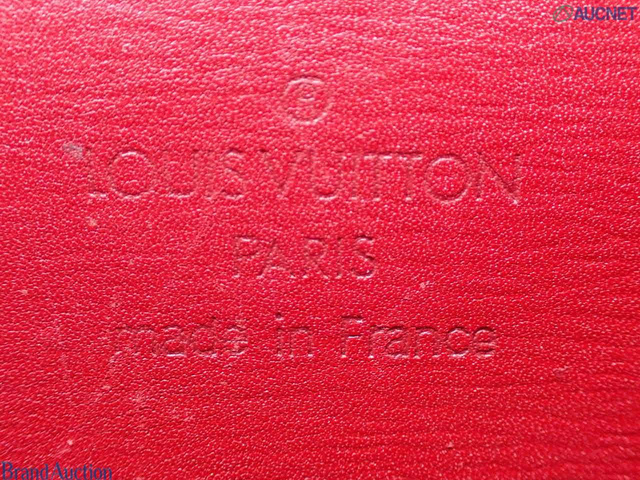 AUCNET
®
LOUIS VUITTON
PARIS
made in France
Brand Auction